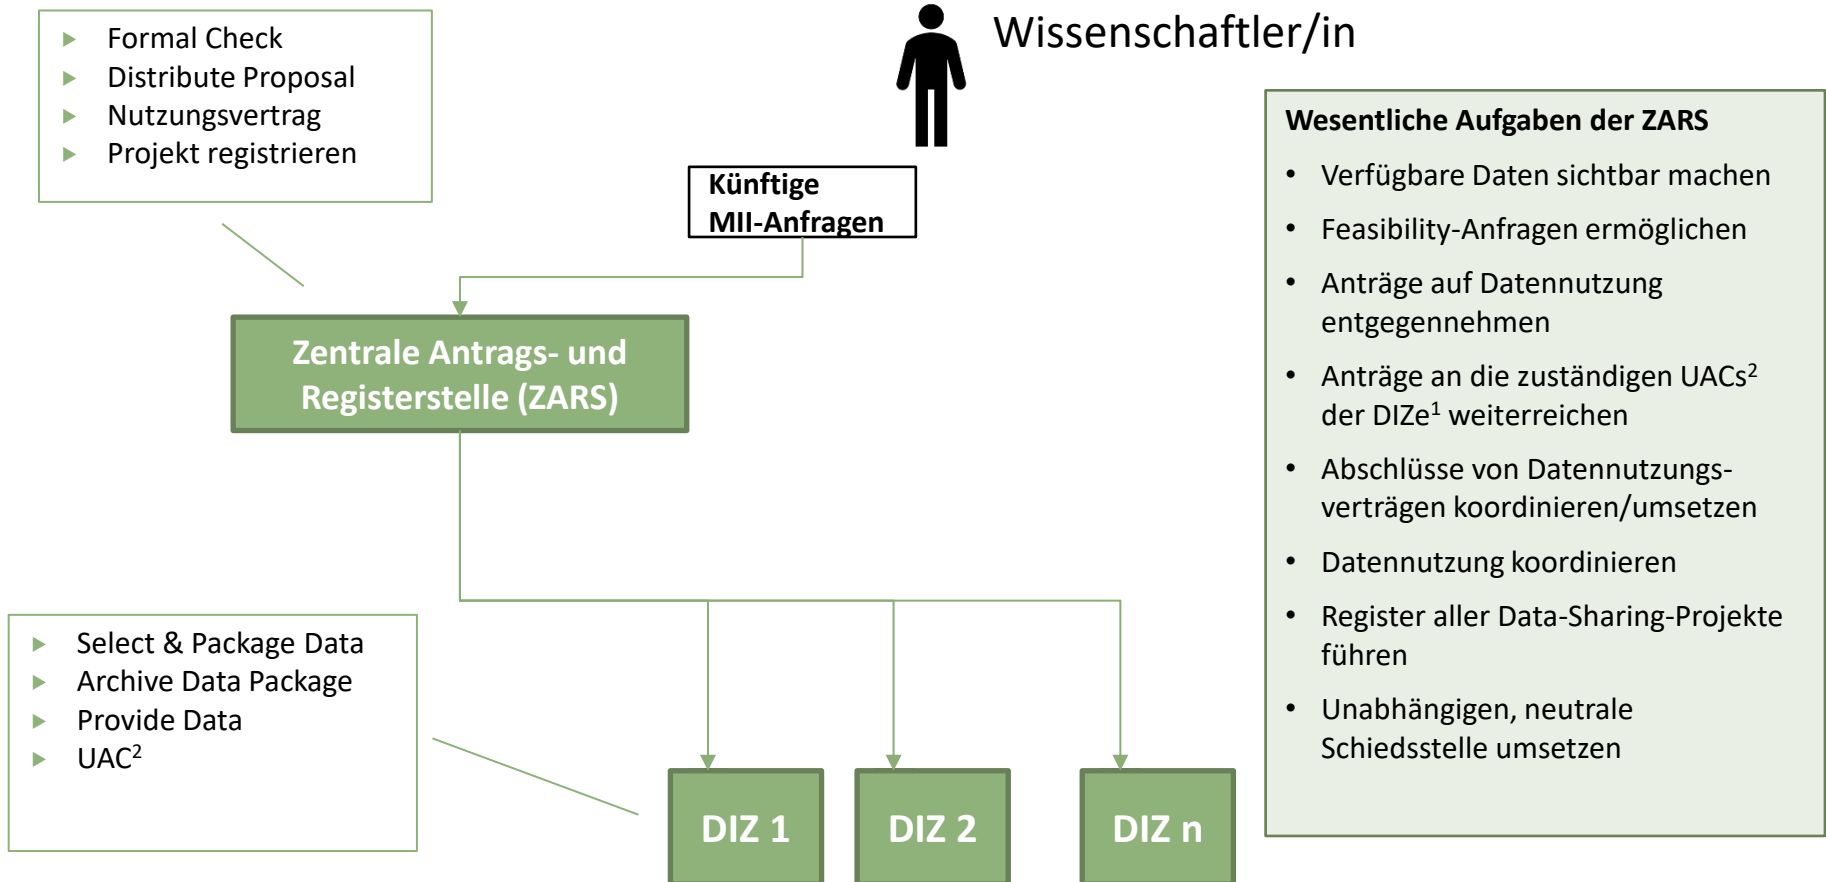 Formal Check
Distribute Proposal
Nutzungsvertrag
Projekt registrieren
Wissenschaftler/in
Künftige
MII-Anfragen
Zentrale Antrags- und
Registerstelle (ZARS)
Select & Package Data
Archive Data Package
Provide Data
UAC²
DIZ 1
DIZ 2
DIZ n
Wesentliche Aufgaben der ZARS
• Verfügbare Daten sichtbar machen
• Feasibility-Anfragen ermöglichen
• Anträge auf Datennutzung
entgegennehmen
• Anträge an die zuständigen UACs²
der DIZe¹ weiterreichen
• Abschlüsse von Datennutzungs-
verträgen koordinieren/umsetzen
• Datennutzung koordinieren
• Register aller Data-Sharing-Projekte
führen
• Unabhängigen, neutrale
Schiedsstelle umsetzen